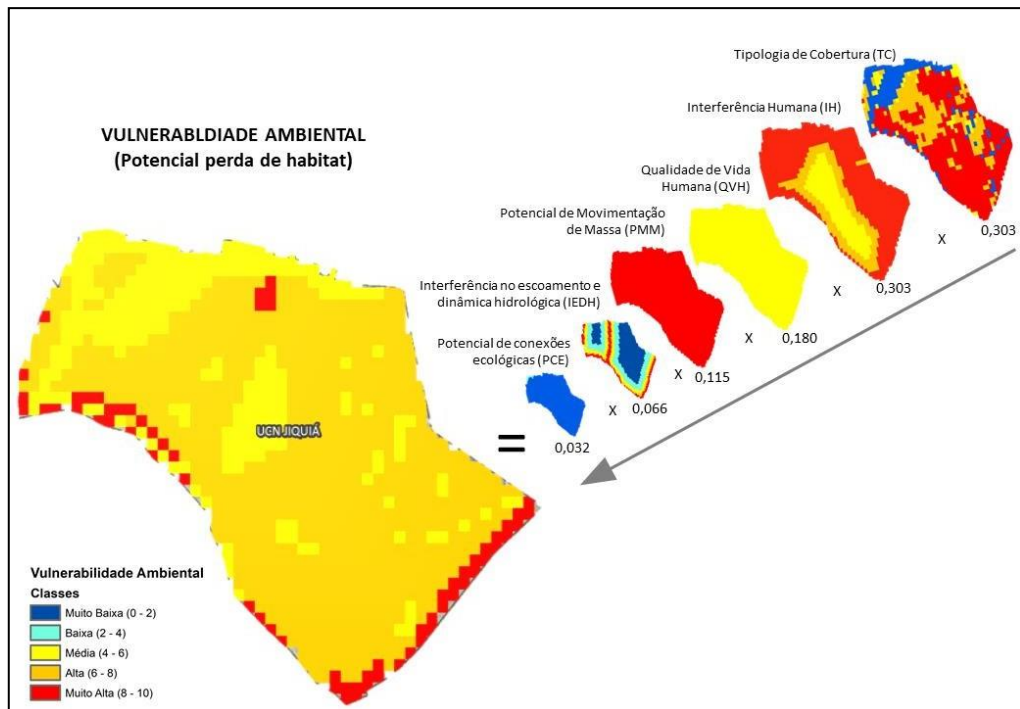 VULNERABLDIADE AMBIENTAL
(Potencial perda de habitat)
Tipologia de Cobertura (TC)
Interferência Humana (IH)
Qualidade de Vida
Humana (QVH)
Potencial de Movimentação
de Massa (PMM)
Interferência no escoamento e
dinâmica hidrológica (IEDH)
Potencial de conexões
ecológicas (PCE)
X
0,303
X
0,303
X
0,180
X
0,115
X
0,066
0,032
=
UCN JIQUIÁ
Vulnerabilidade Ambiental
Classes
Muito Baixa (0 - 2)
Baixa (2 - 4)
Média (4 - 6)
Alta (6 - 8)
Muito Alta (8 - 10)